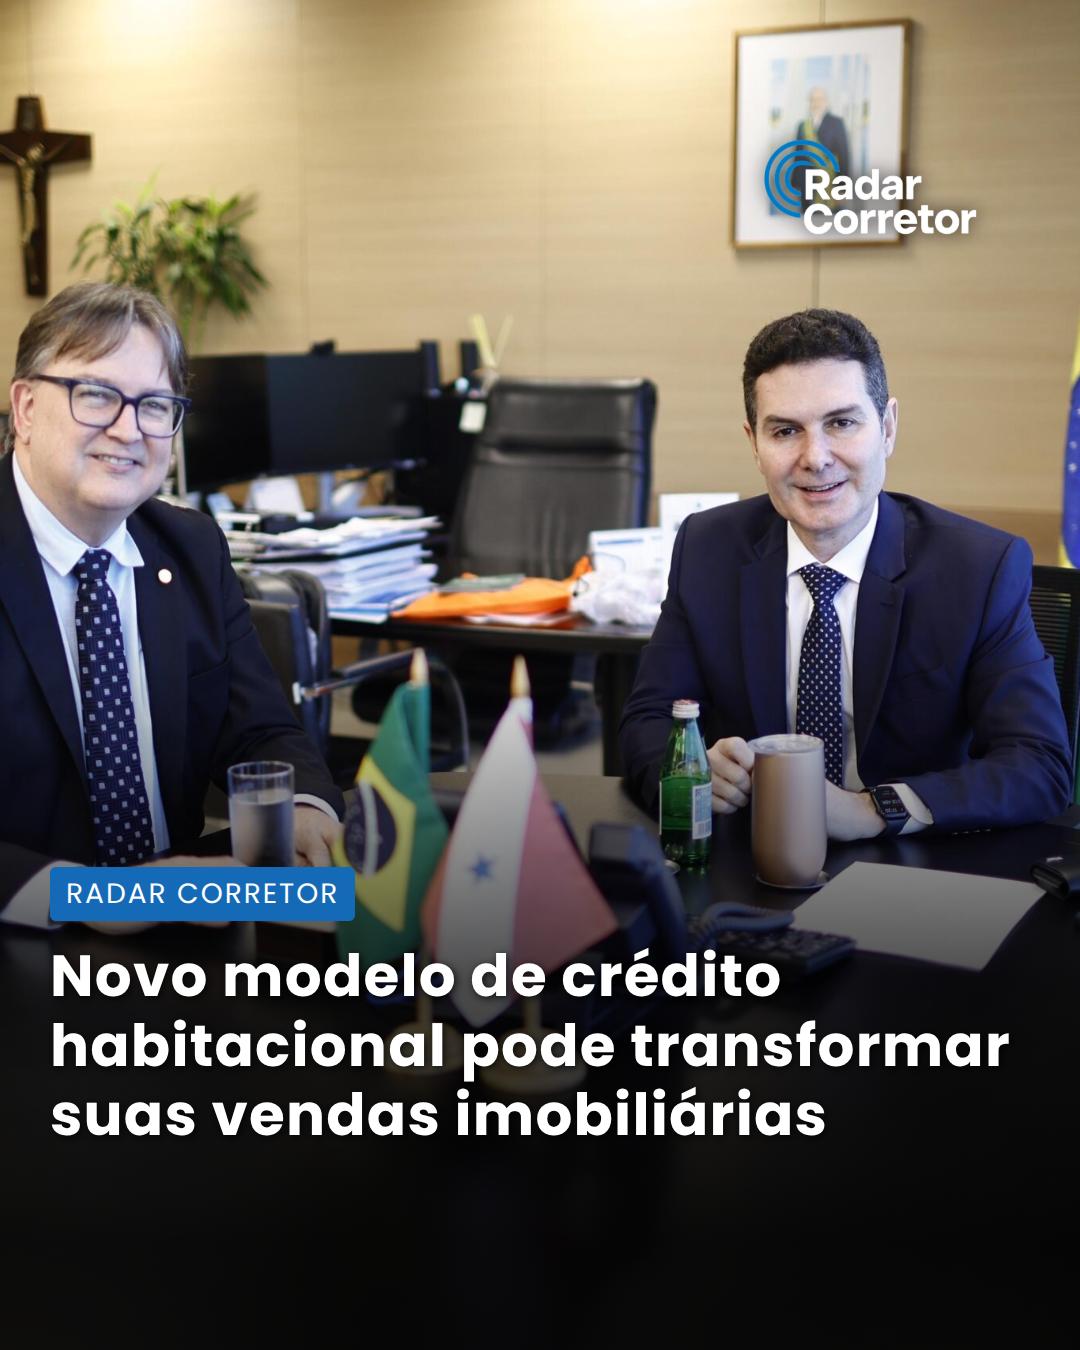 Radar
Corretor
RADAR CORRETOR
Novo modelo de crédito
habitacional pode transformar
suas vendas imobiliárias